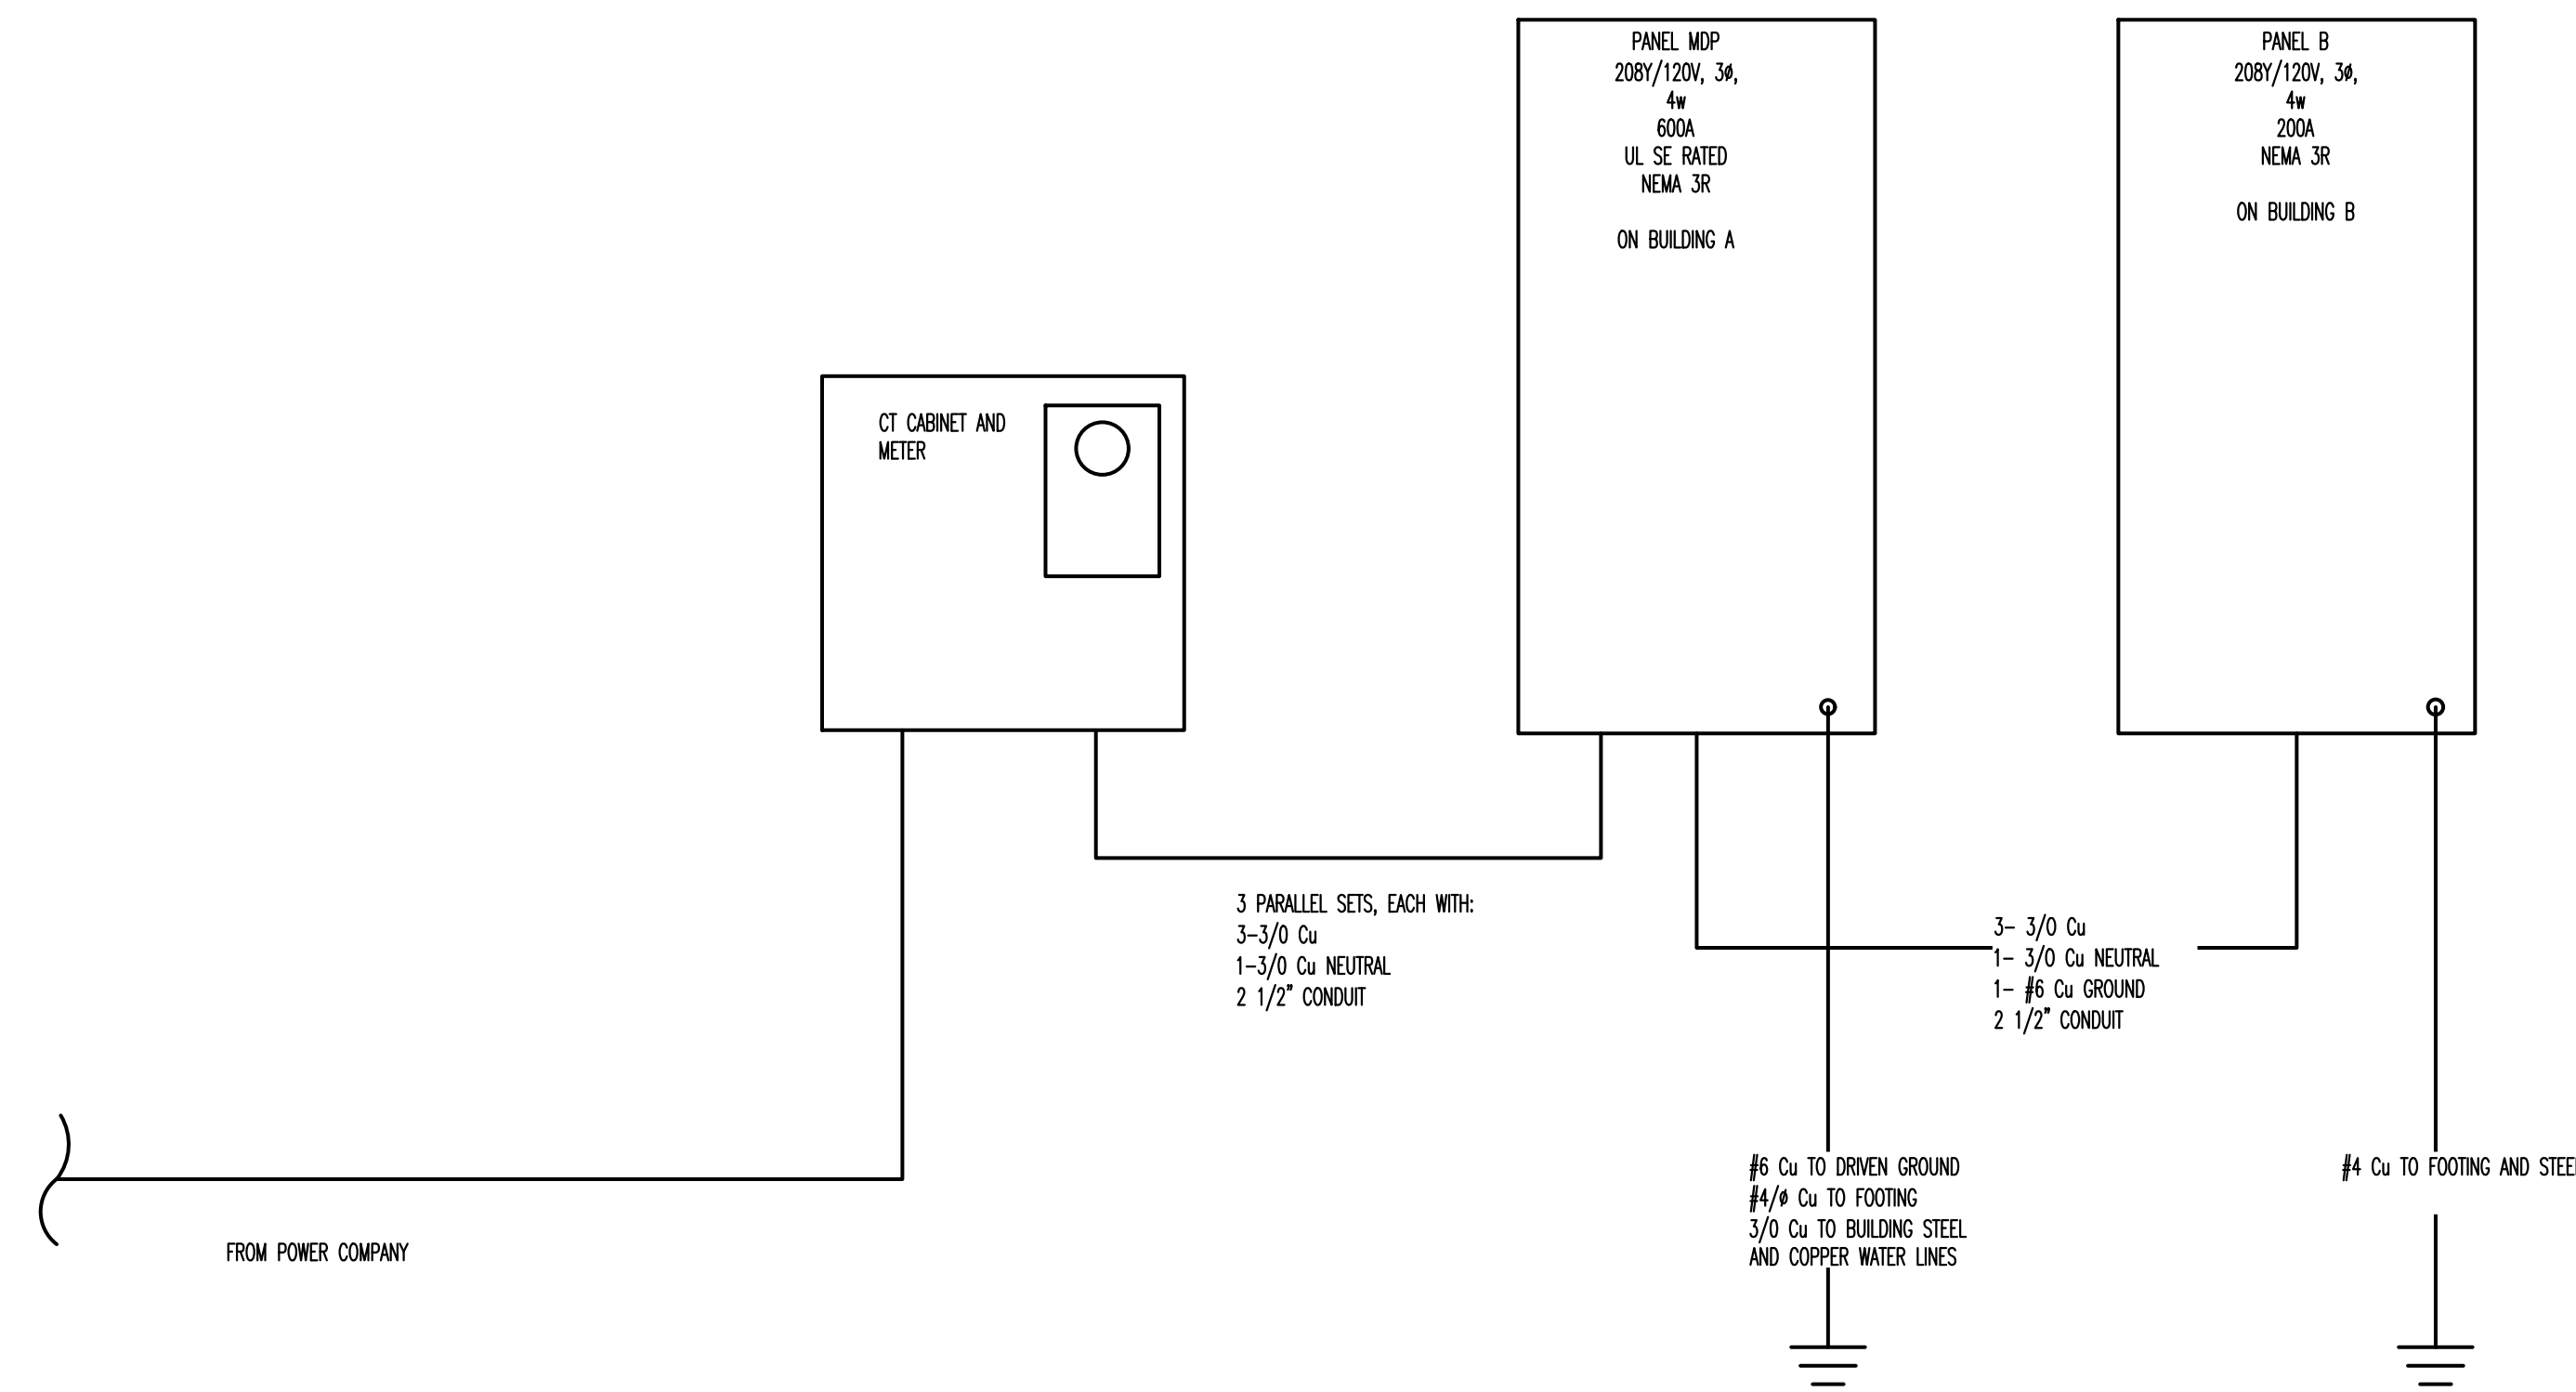 PANEL MDP
208Y/120V, 3ø,
4w
600A
UL SE RATED
NEMA 3R
ON BUILDING A
PANEL B
208Y/120V, 3ø,
4w
200A
NEMA 3R
ON BUILDING B
CT CABINET AND
METER
3 PARALLEL SETS, EACH WITH:
3-3/0 Cu
1-3/0 Cu NEUTRAL
2 1/2" CONDUIT
3- 3/0 Cu
1- 3/0 Cu NEUTRAL
1- #6 Cu GROUND
2 1/2" CONDUIT
#6 Cu TO DRIVEN GROUND
#4/ø Cu TO FOOTING
3/0 Cu TO BUILDING STEEL
AND COPPER WATER LINES
#4 Cu TO FOOTING AND STEE
FROM POWER COMPANY